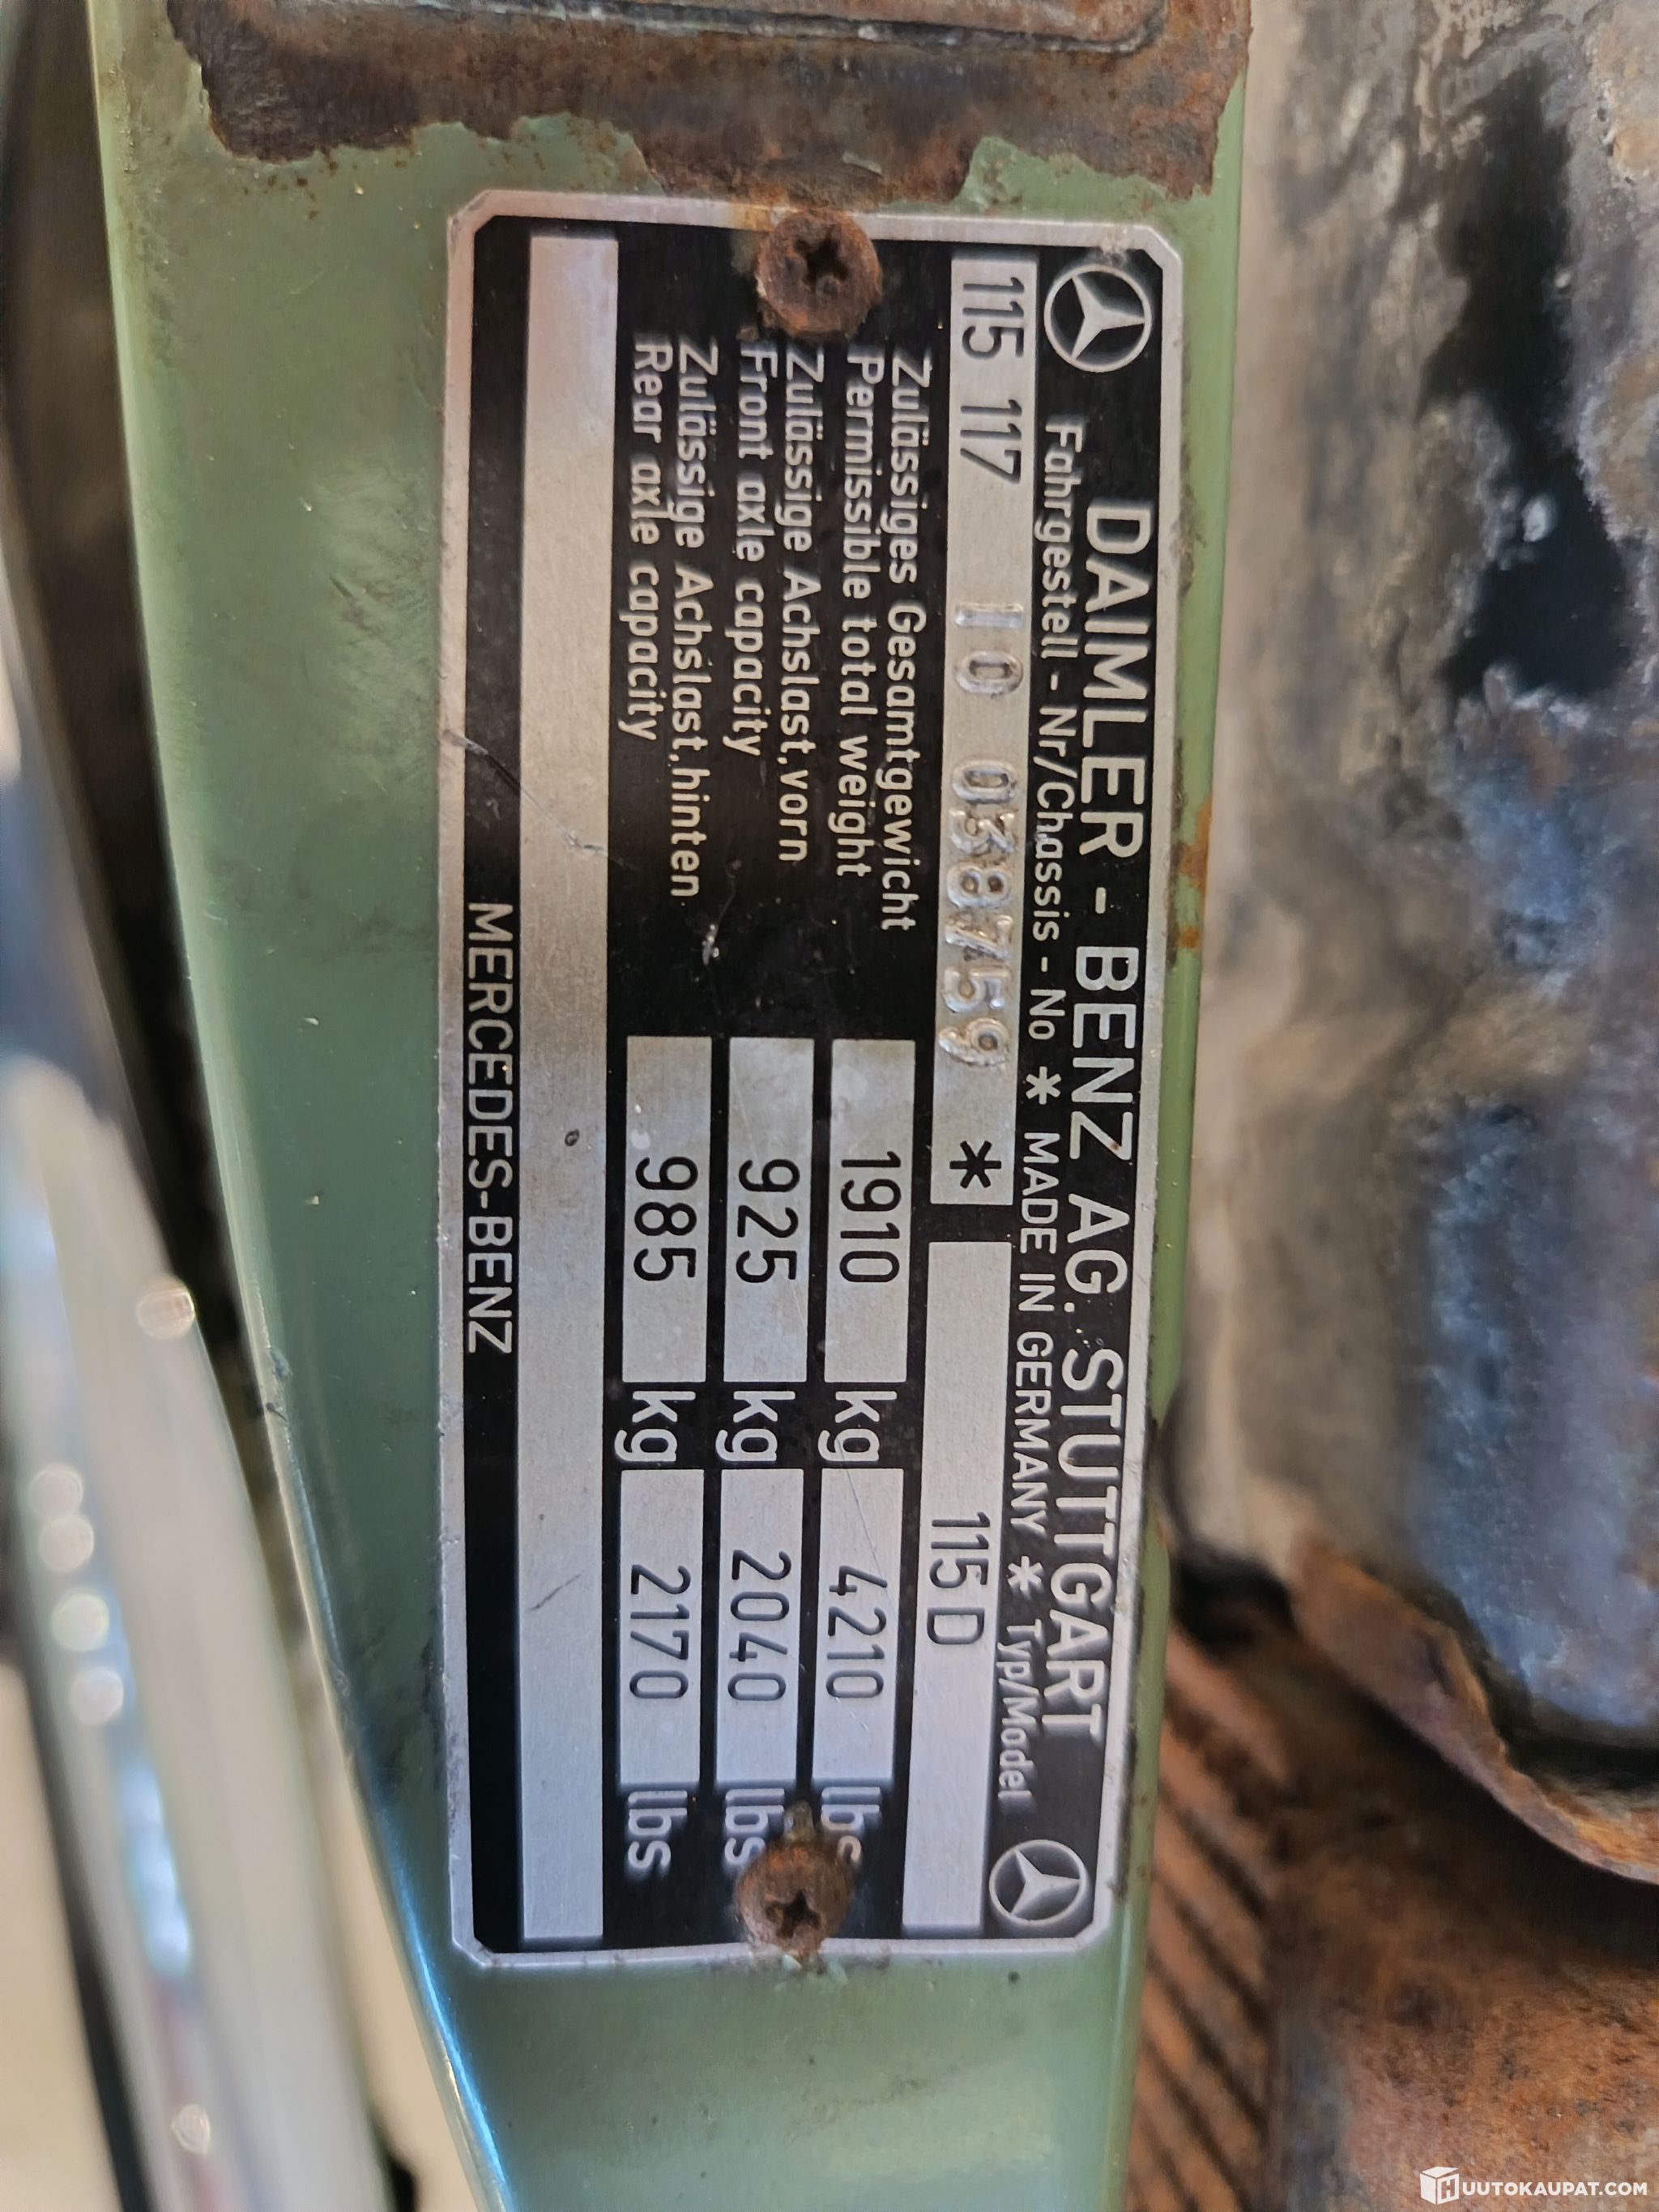 DAIMLER - BENZ AG. STUTTGART
Fahrgestell - Nr/Chassis - No * MADE IN GERMANY * Typ/Model
115 117 10 038759 * 115 D
Zulässiges Gesamtgewicht
Permissible total weight 1910 kg 4210 lbs
Zulässige Achslast,vorn
Front axle capacity 925 kg 2040 lbs
Zulässige Achslast,hinten
Rear axle capacity 985 kg 2170 lbs
MERCEDES-BENZ
HUUTOKAUPAT.COM